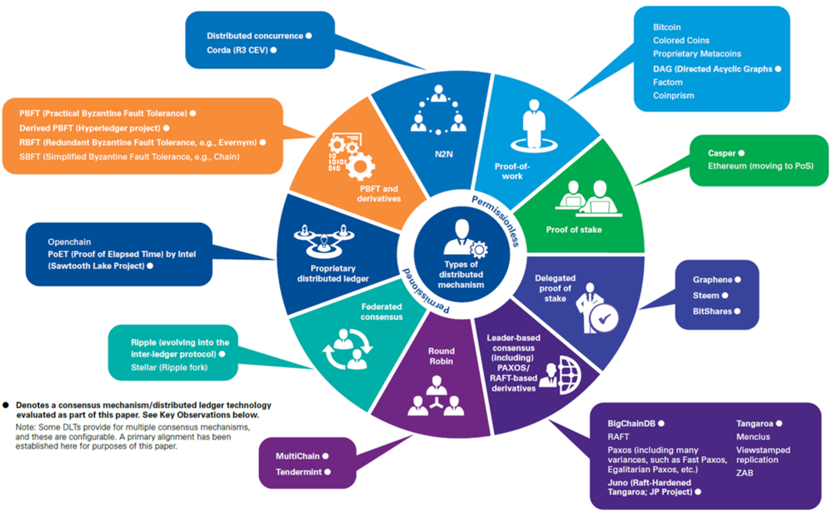 Distributed concurrence ●
Corda (R3 CEV) ●
Bitcoin
Colored Coins
Proprietary Metacoins
DAG (Directed Acyclic Graphs ●
Factom
Coinprism
PBFT (Practical Byzantine Fault Tolerance) ●
Derived PBFT (Hyperledger project) ●
RBFT (Redundant Byzantine Fault Tolerance, e.g., Evernym) ●
SBFT (Simplified Byzantine Fault Tolerance, e.g., Chain)
Casper ●
Ethereum (moving to PoS)
Openchain
PoET (Proof of Elapsed Time) by Intel
(Sawtooth Lake Project) ●
Graphene ●
Steem ●
BitShares ●
Ripple (evolving into the
inter-ledger protocol) ●
Stellar (Ripple fork)
N2N
Proof-of-
work
Proof of stake
Delegated
proof of
stake
Leader-based
consensus
(including)
PAXOS/
RAFT-based
derivatives
Round
Robin
Federated
consensus
Proprietary
distributed ledger
PBFT and
derivatives
0101
1 01011
010
Permissionless
Permissioned
Types of
distributed
mechanism
● Denotes a consensus mechanism/distributed ledger technology
evaluated as part of this paper. See Key Observations below.
Note: Some DLTs provide for multiple consensus mechanisms,
and these are configurable. A primary alignment has been
established here for purposes of this paper.
MultiChain ●
Tendermint ●
BigChainDB ●
RAFT
Paxos (including many
variances, such as Fast Paxos,
Egalitarian Paxos, etc.)
Juno (Raft-Hardened
Tangaroa; JP Project) ●
Tangaroa ●
Mencius
Viewstamped
replication
ZAB